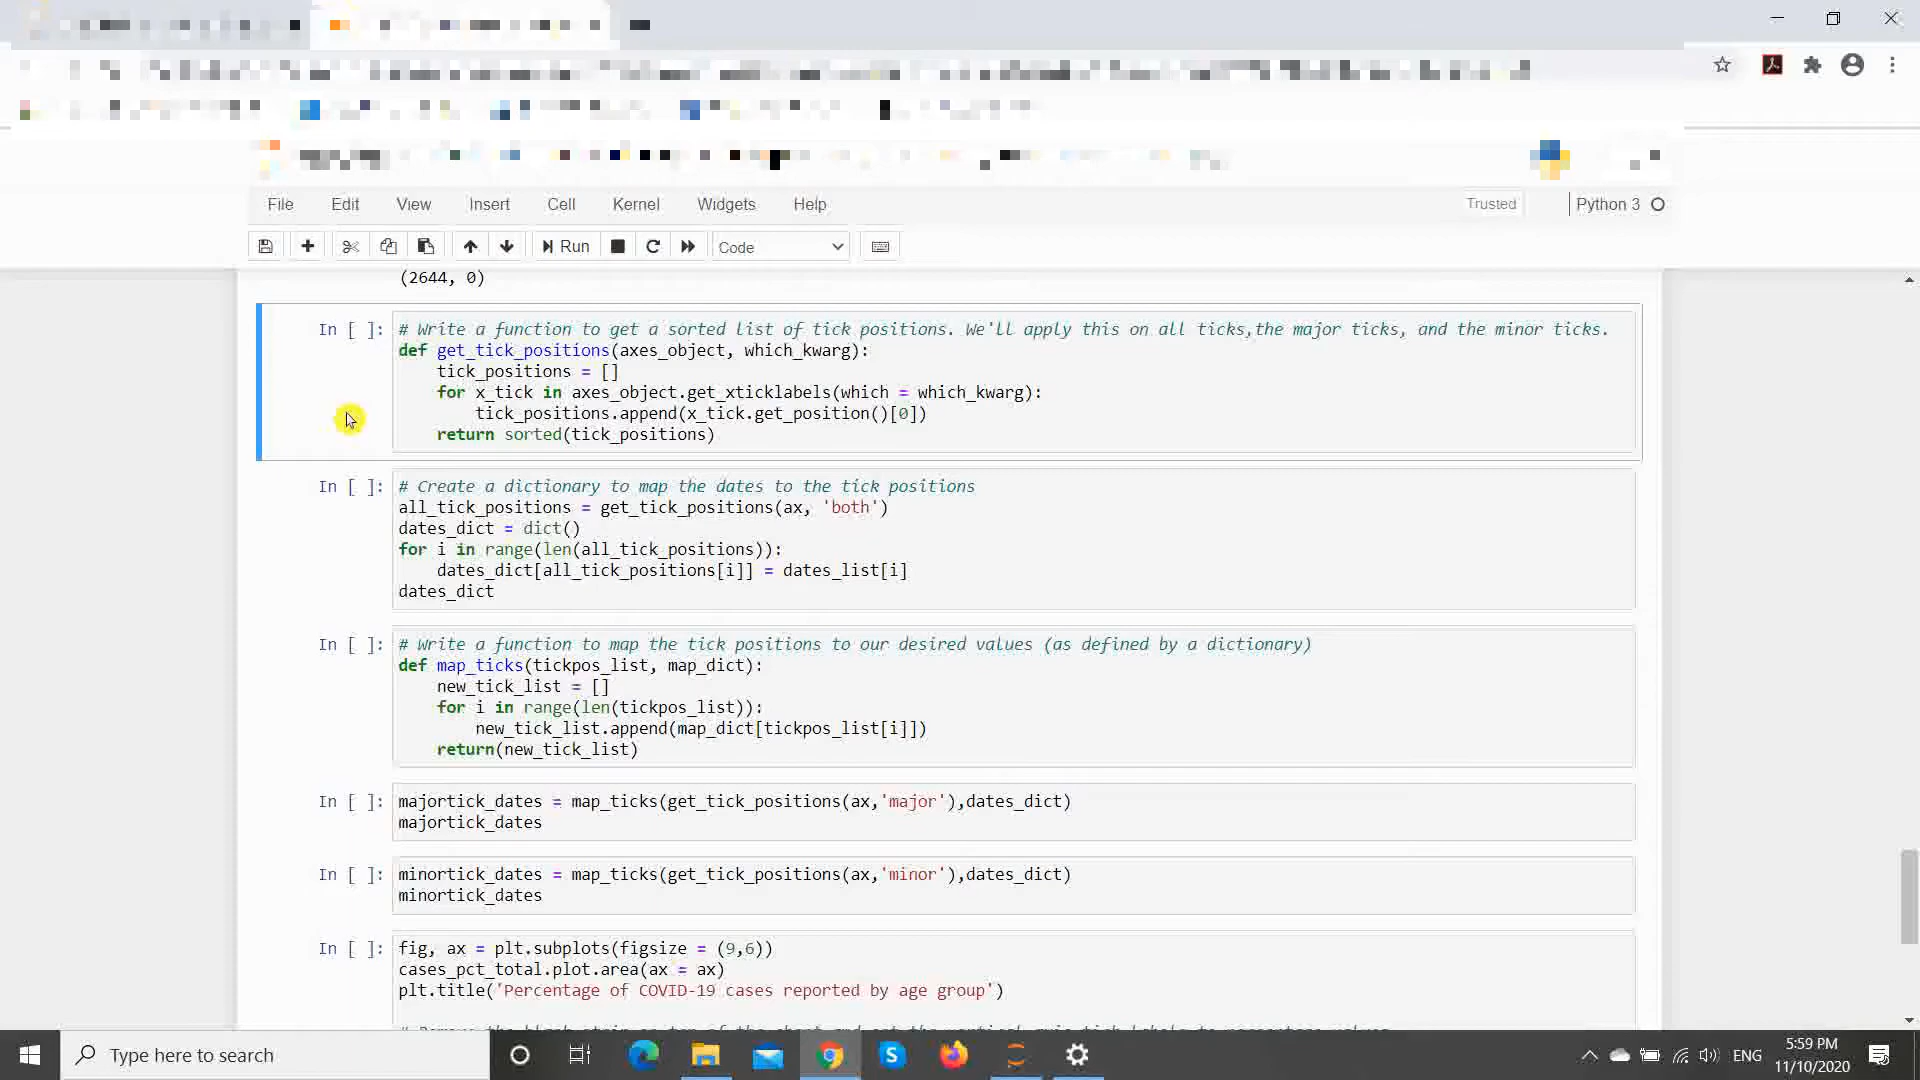 File Edit View Insert Cell Kernel Widgets Help Trusted Python 3
Run Code
(2644, 0)
In [ ]: # Write a function to get a sorted list of tick positions. We'll apply this on all ticks,the major ticks, and the minor ticks.
def get_tick_positions(axes_object, which_kwarg):
tick_positions = []
for x_tick in axes_object.get_xticklabels(which = which_kwarg):
tick_positions.append(x_tick.get_position()[0])
return sorted(tick_positions)
In [ ]: # Create a dictionary to map the dates to the tick positions
all_tick_positions = get_tick_positions(ax, 'both')
dates_dict = dict()
for i in range(len(all_tick_positions)):
dates_dict[all_tick_positions[i]] = dates_list[i]
dates_dict
In [ ]: # Write a function to map the tick positions to our desired values (as defined by a dictionary)
def map_ticks(tickpos_list, map_dict):
new_tick_list = []
for i in range(len(tickpos_list)):
new_tick_list.append(map_dict[tickpos_list[i]])
return(new_tick_list)
In [ ]: majortick_dates = map_ticks(get_tick_positions(ax,'major'),dates_dict)
majortick_dates
In [ ]: minortick_dates = map_ticks(get_tick_positions(ax,'minor'),dates_dict)
minortick_dates
In [ ]: fig, ax = plt.subplots(figsize = (9,6))
cases_pct_total.plot.area(ax = ax)
plt.title('Percentage of COVID-19 cases reported by age group')
Type here to search
ENG
5:59 PM
11/10/2020